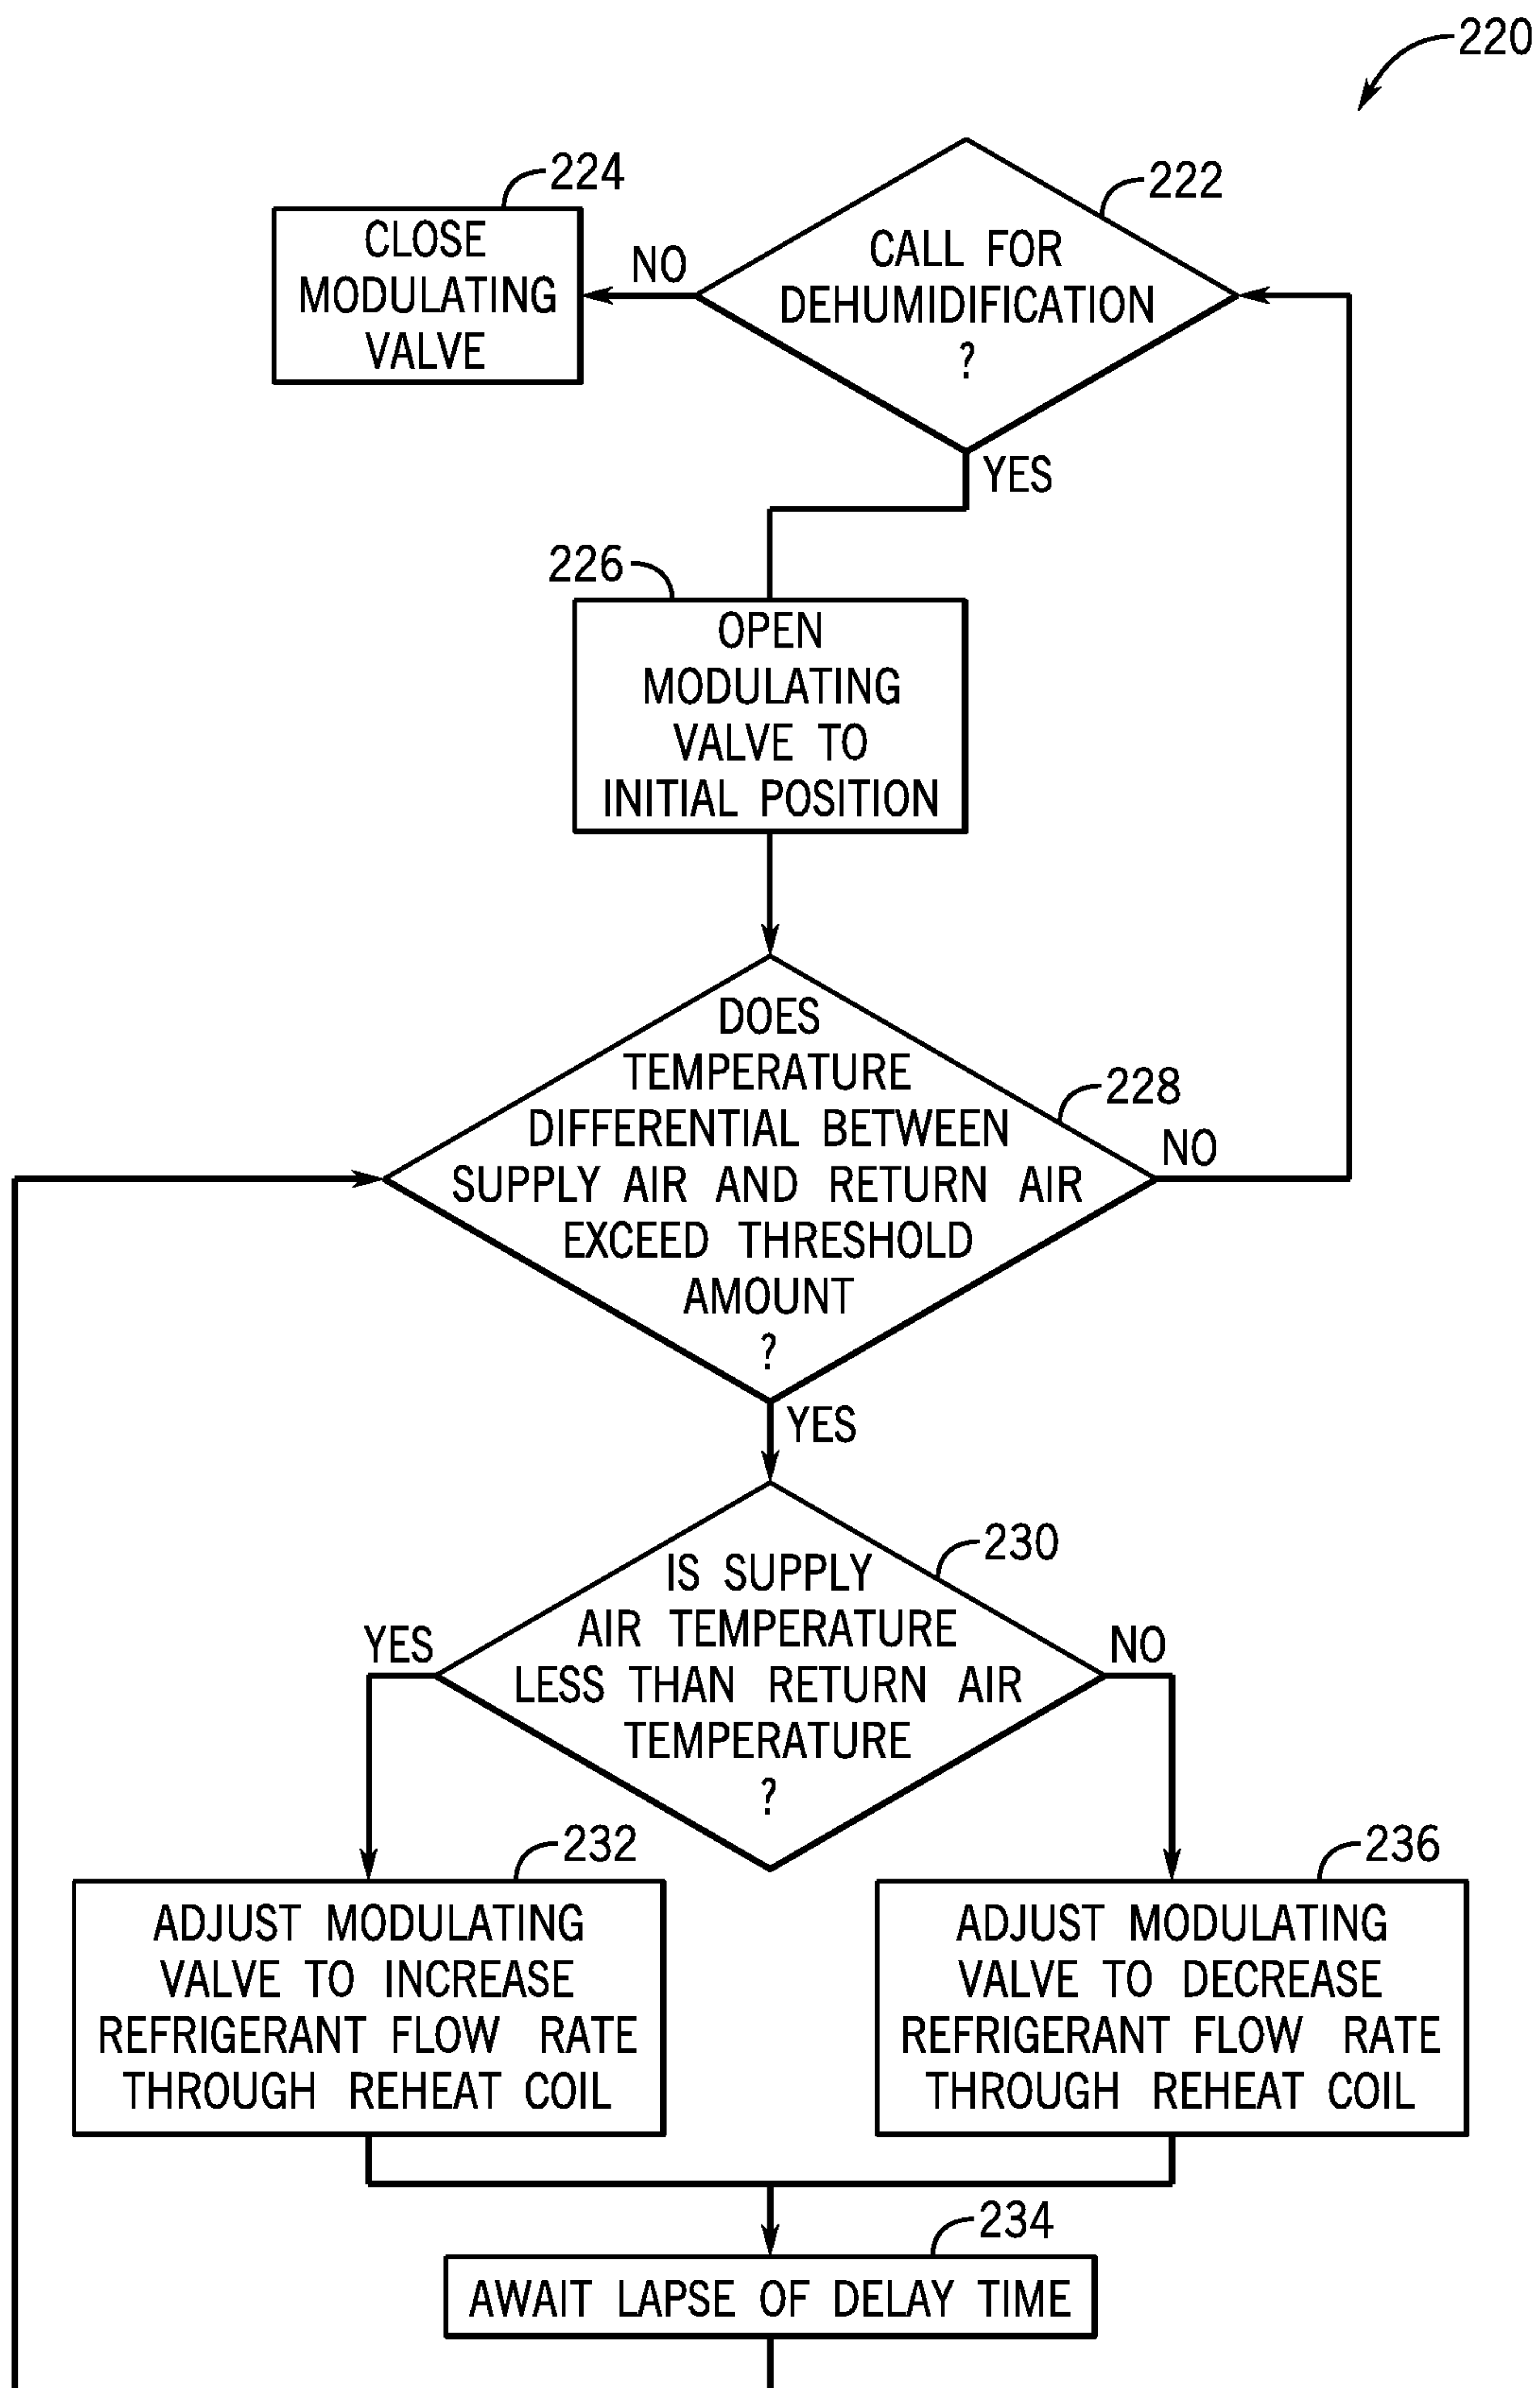 220
224
222
CLOSE
MODULATING
VALVE
NO
CALL FOR
DEHUMIDIFICATION
?
YES
226
OPEN
MODULATING
VALVE TO
INITIAL POSITION
DOES
TEMPERATURE
DIFFERENTIAL BETWEEN
SUPPLY AIR AND RETURN AIR
EXCEED THRESHOLD
AMOUNT
?
228
NO
YES
230
IS SUPPLY
AIR TEMPERATURE
LESS THAN RETURN AIR
TEMPERATURE
?
YES
NO
232
236
ADJUST MODULATING
VALVE TO INCREASE
REFRIGERANT FLOW RATE
THROUGH REHEAT COIL
ADJUST MODULATING
VALVE TO DECREASE
REFRIGERANT FLOW RATE
THROUGH REHEAT COIL
234
AWAIT LAPSE OF DELAY TIME